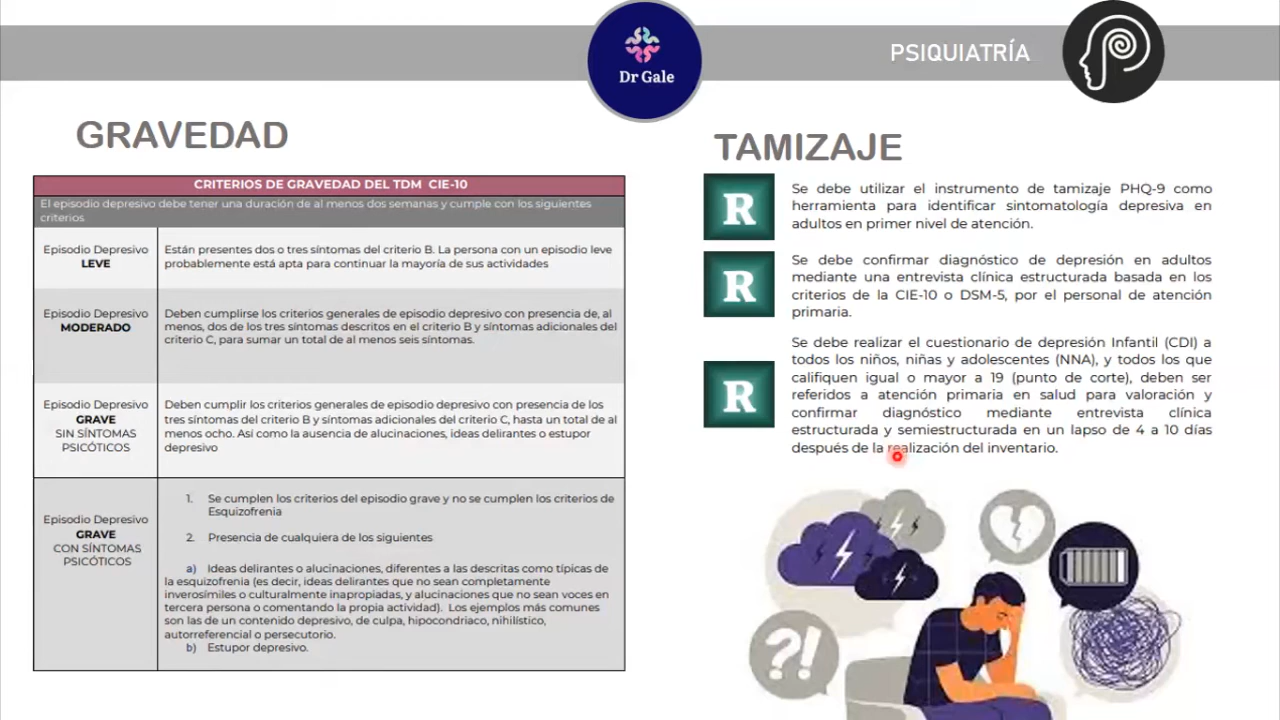 Dr Gale
PSIQUIATRÍA
GRAVEDAD
CRITERIOS DE GRAVEDAD DEL TDM CIE-10
El episodio depresivo debe tener una duración de al menos dos semanas y cumple con los siguientes
criterios
Episodio Depresivo
LEVE
Están presentes dos o tres síntomas del criterio B. La persona con un episodio leve
probablemente está apta para continuar la mayoría de sus actividades
Episodio Depresivo
MODERADO
Deben cumplirse los criterios generales de episodio depresivo con presencia de, al
menos, dos de los tres síntomas descritos en el criterio B y síntomas adicionales del
criterio C, para sumar un total de al menos seis síntomas.
Episodio Depresivo
GRAVE
SIN SÍNTOMAS
PSICÓTICOS
Deben cumplir los criterios generales de episodio depresivo con presencia de los
tres síntomas del criterio B y síntomas adicionales del criterio C, hasta un total de al
menos ocho. Así como la ausencia de alucinaciones, ideas delirantes o estupor
depresivo
Episodio Depresivo
GRAVE
CON SÍNTOMAS
PSICÓTICOS
1. Se cumplen los criterios del episodio grave y no se cumplen los criterios de
Esquizofrenia
2. Presencia de cualquiera de los siguientes
a) Ideas delirantes o alucinaciones, diferentes a las descritas como típicas de
la esquizofrenia (es decir, ideas delirantes que no sean completamente
inverosímiles o culturalmente inapropiadas, y alucinaciones que no sean voces en
tercera persona o comentando la propia actividad). Los ejemplos más comunes
son las de un contenido depresivo, de culpa, hipocondriaco, nihilístico,
autorreferencial o persecutorio.
b) Estupor depresivo.
TAMIZAJE
R
Se debe utilizar el instrumento de tamizaje PHQ-9 como
herramienta para identificar sintomatología depresiva en
adultos en primer nivel de atención.
R
Se debe confirmar diagnóstico de depresión en adultos
mediante una entrevista clínica estructurada basada en los
criterios de la CIE-10 o DSM-5, por el personal de atención
primaria.
R
Se debe realizar el cuestionario de depresión Infantil (CDI) a
todos los niños, niñas y adolescentes (NNA), y todos los que
califiquen igual o mayor a 19 (punto de corte), deben ser
referidos a atención primaria en salud para valoración y
confirmar diagnóstico mediante entrevista clínica
estructurada y semiestructurada en un lapso de 4 a 10 días
después de la realización del inventario.
?!